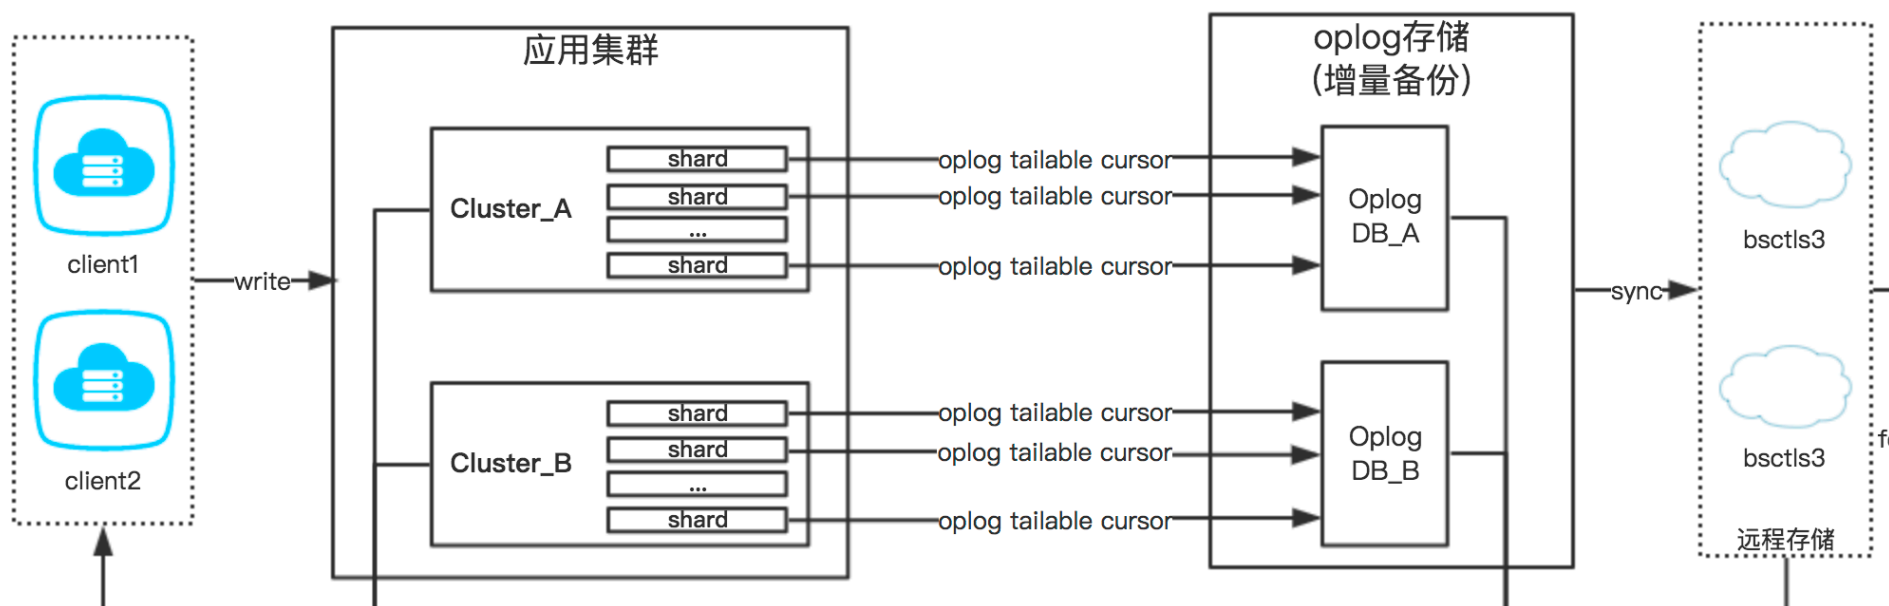 client1
client2
write
应用集群
Cluster_A
shard
shard
...
shard
Cluster_B
shard
shard
...
shard
oplog tailable cursor
oplog tailable cursor
oplog tailable cursor
oplog tailable cursor
oplog tailable cursor
oplog tailable cursor
oplog存储
(增量备份)
Oplog
DB_A
Oplog
DB_B
sync
bsctls3
bsctls3
远程存储